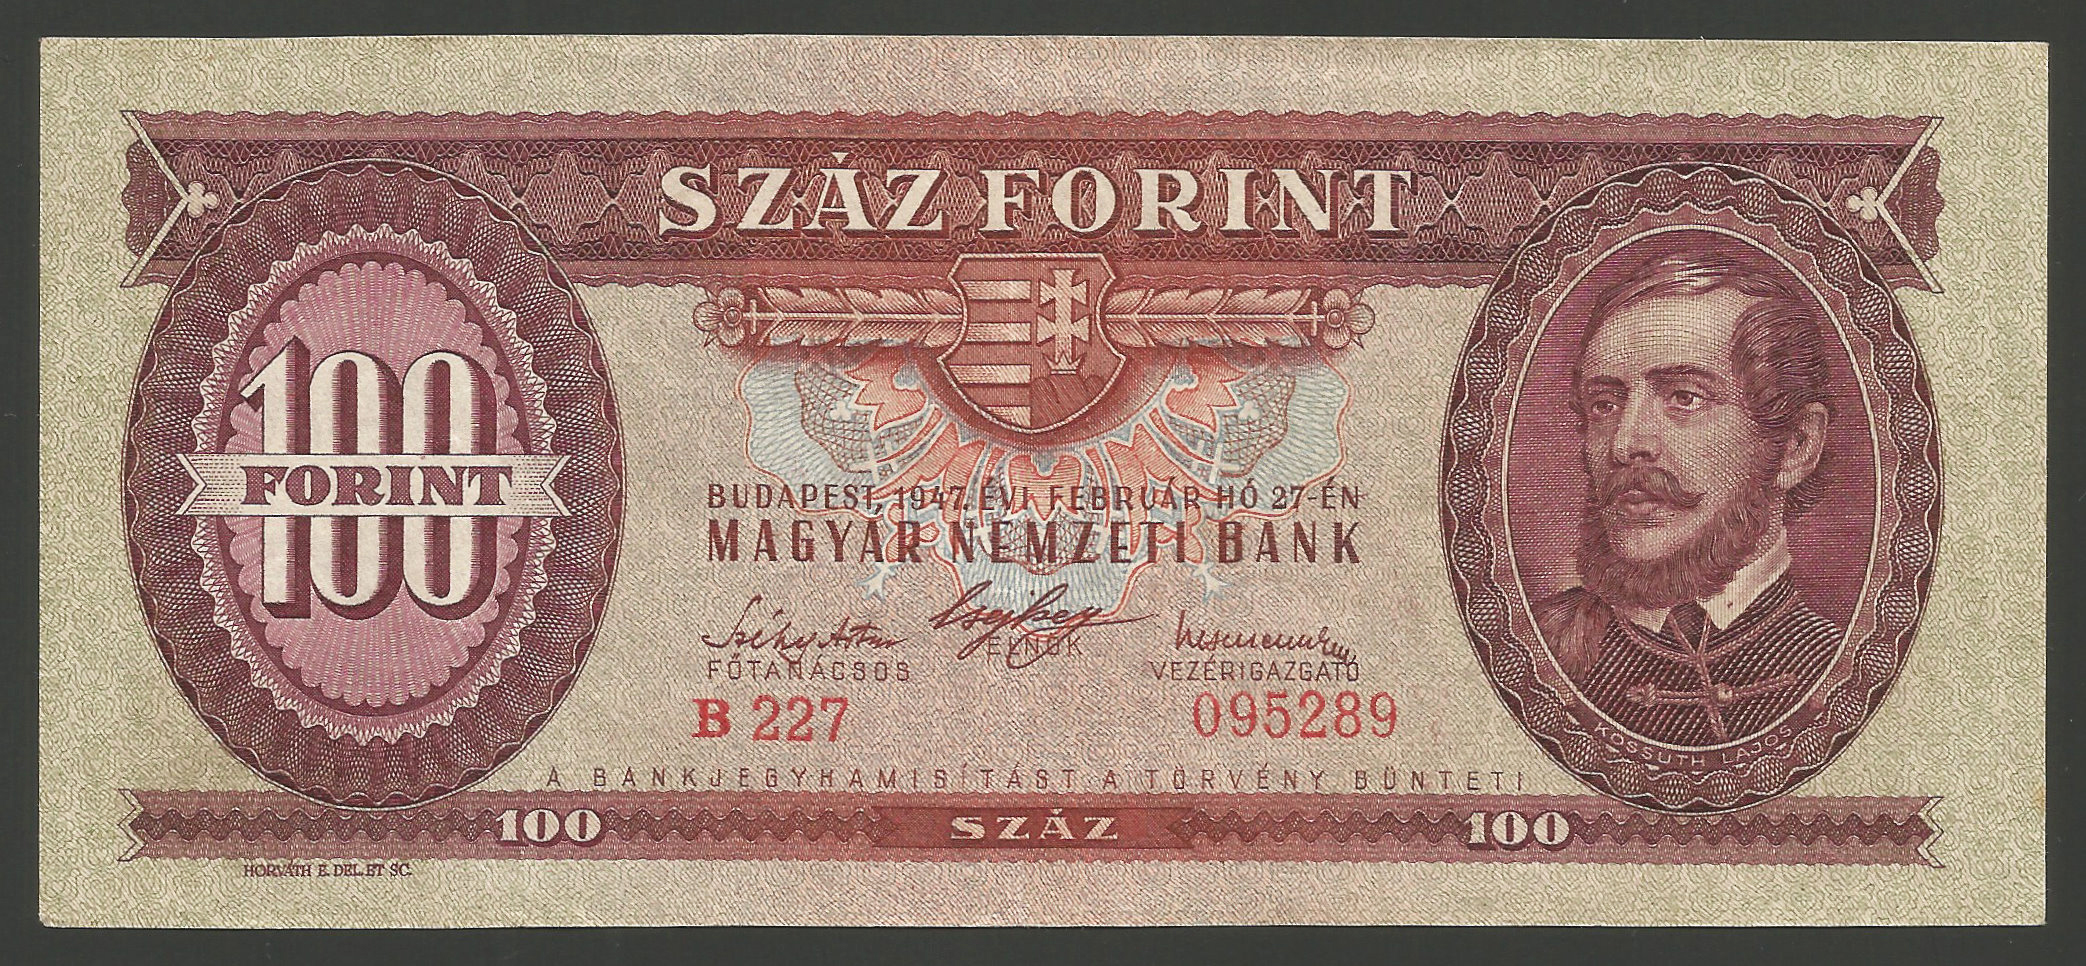 SZÁZ FORINT
100
FORINT
BUDAPEST, 1947. ÉVI FEBRUÁR HÓ 27-ÉN
MAGYAR NEMZETI BANK
ELNÖK
FŐTANÁCSOS VEZÉRIGAZGATÓ
B 227 095289
KOSSUTH LAJOS
A BANKJEGYHAMISÍTÁST A TÖRVÉNY BÜNTETI
100 SZÁZ 100
HORVÁTH E. DEL. ET SC.